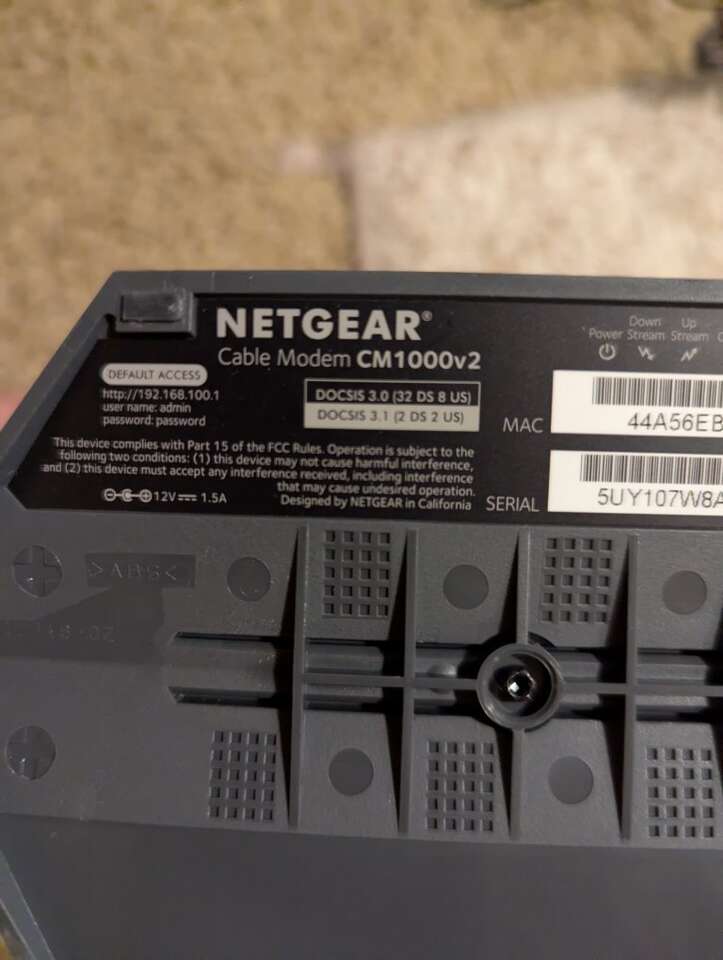 NETGEAR®
Cable Modem CM1000v2
DEFAULT ACCESS
http://192.168.100.1
user name: admin
password: password
DOCSIS 3.0 (32 DS 8 US)
DOCSIS 3.1 (2 DS 2 US)
This device complies with Part 15 of the FCC Rules. Operation is subject to the
following two conditions: (1) this device may not cause harmful interference,
and (2) this device must accept any interference received, including interference
that may cause undesired operation.
12V 1.5A
Designed by NETGEAR in California
Power
Down Stream
Up Stream
MAC 44A56EB
SERIAL 5UY107W8A
>ABS<